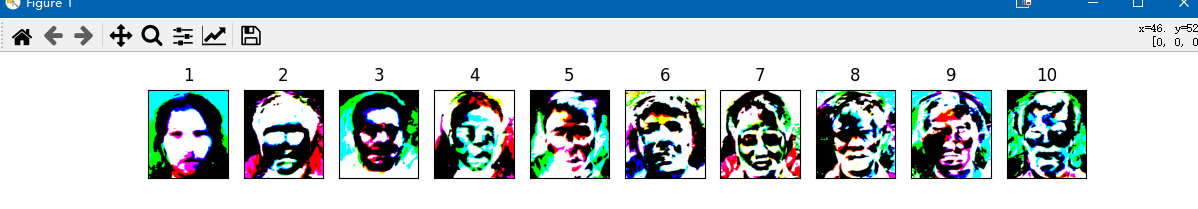 Figure 1
x=46. y=52
[0, 0, 0
1 2 3 4 5 6 7 8 9 10